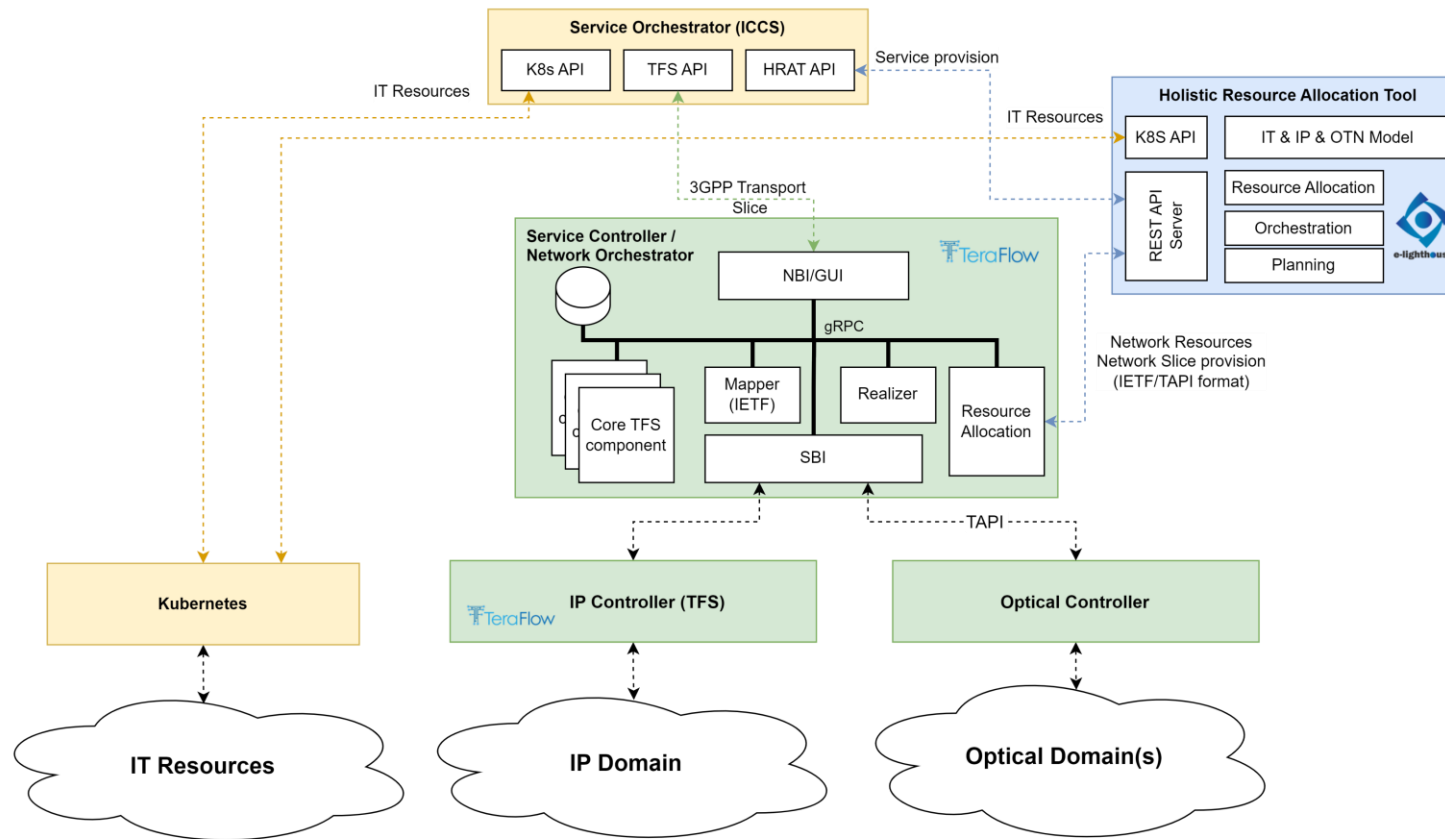 Service Orchestrator (ICCS)
K8s API
TFS API
HRAT API
Service provision
IT Resources
Holistic Resource Allocation Tool
IT Resources
K8S API
IT & IP & OTN Model
REST API
Server
Resource Allocation
Orchestration
Planning
3GPP Transport
Slice
Service Controller /
Network Orchestrator
TeraFlow
NBI/GUI
gRPC
Mapper
(IETF)
Realizer
Resource
Allocation
Core TFS
component
SBI
Network Resources
Network Slice provision
(IETF/TAPI format)
TAPI
Kubernetes
IP Controller (TFS)
TeraFlow
Optical Controller
IT Resources
IP Domain
Optical Domain(s)